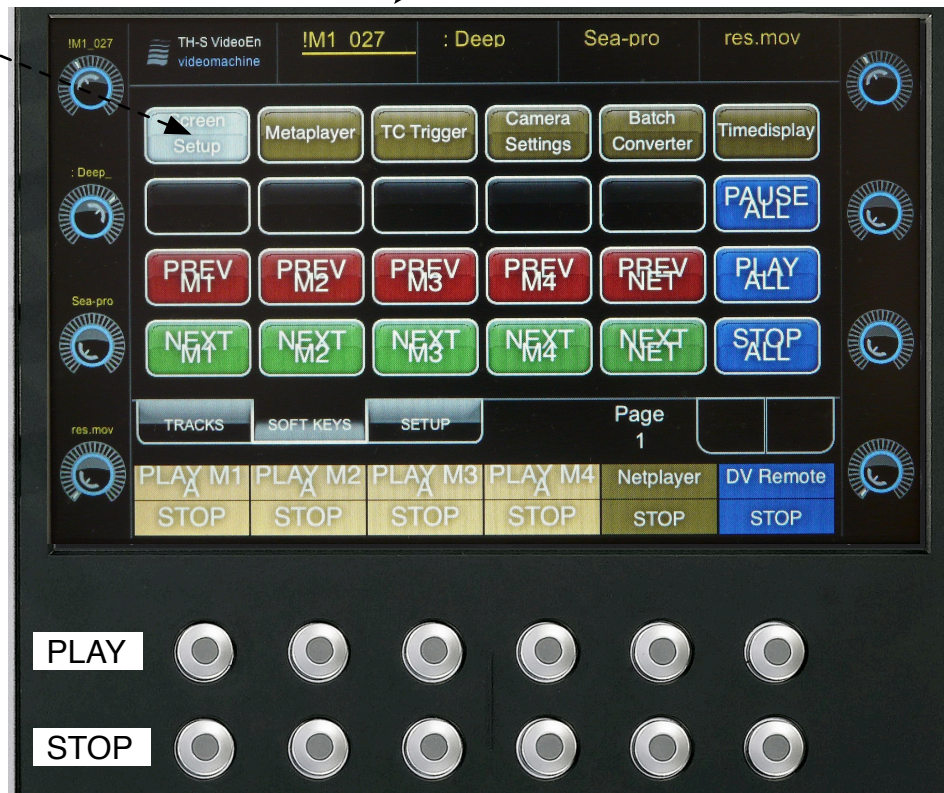 !M1_027
TH-S VideoEn
videomachine
!M1 027
: Deep
Sea-pro
res.mov
creen
Setup
Metaplayer
TC Trigger
Camera
Settings
Batch
Converter
Timedisplay
: Deep_
PAUSE
ALL
PREV
M1
PREV
M2
PREV
M3
PREV
M4
PREV
NET
PLAY
ALL
Sea-pro
NEXT
M1
NEXT
M2
NEXT
M3
NEXT
M4
NEXT
NET
STOP
ALL
res.mov
TRACKS
SOFT KEYS
SETUP
Page
1
PLAY M1
A
PLAY M2
A
PLAY M3
A
PLAY M4
A
Netplayer
DV Remote
STOP
STOP
STOP
STOP
STOP
STOP
PLAY
STOP